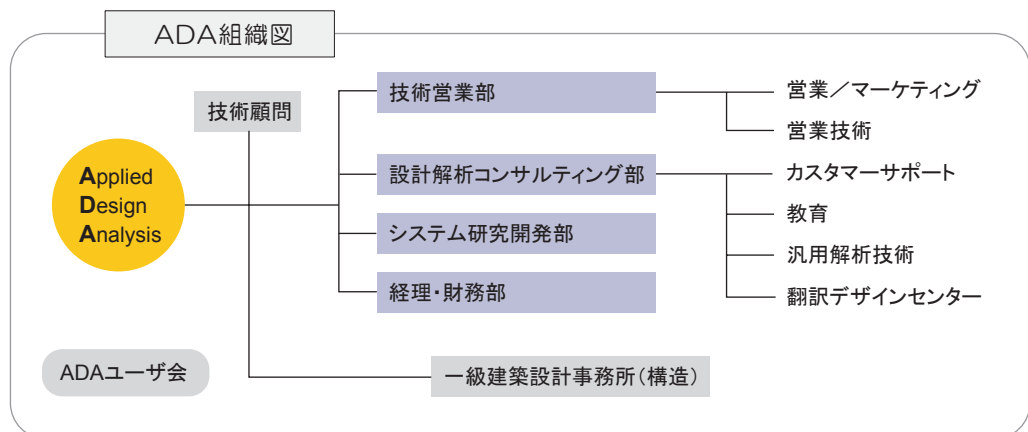 ADA組織図
技術顧問
Applied
Design
Analysis
技術営業部
営業／マーケティング
営業技術
設計解析コンサルティング部
カスタマーサポート
教育
汎用解析技術
翻訳デザインセンター
システム研究開発部
経理・財務部
ADAユーザ会
一級建築設計事務所（構造）